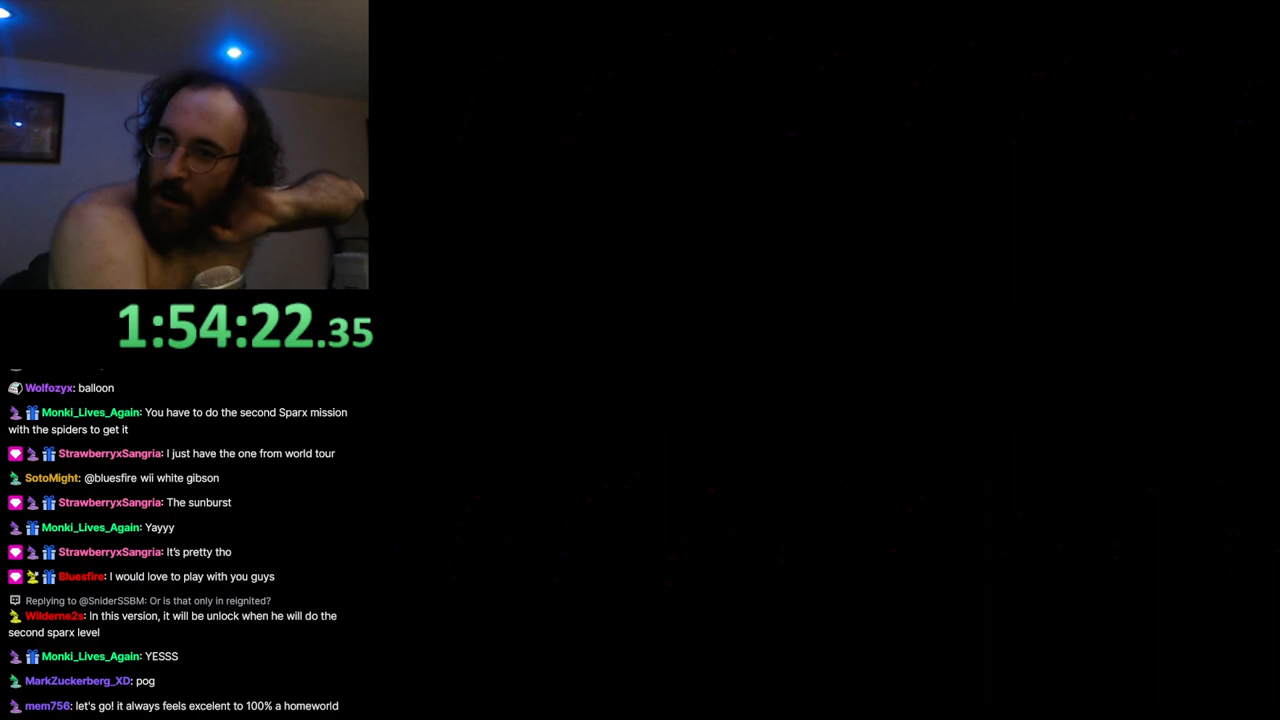 1:54:22.35
Wolfozyx: balloon
Monki_Lives_Again: You have to do the second Sparx mission
with the spiders to get it
StrawberryxSangria: I just have the one from world tour
SotoMight: @bluesfire wii white gibson
StrawberryxSangria: The sunburst
Monki_Lives_Again: Yayyy
StrawberryxSangria: It's pretty tho
Bluesfire: I would love to play with you guys
Replying to @SniderSSBM: Or is that only in reignited?
Wilderne2s: In this version, it will be unlock when he will do the
second sparx level
Monki_Lives_Again: YESSS
MarkZuckerberg_XD: pog
mem756: let's go! it always feels excelent to 100% a homeworld